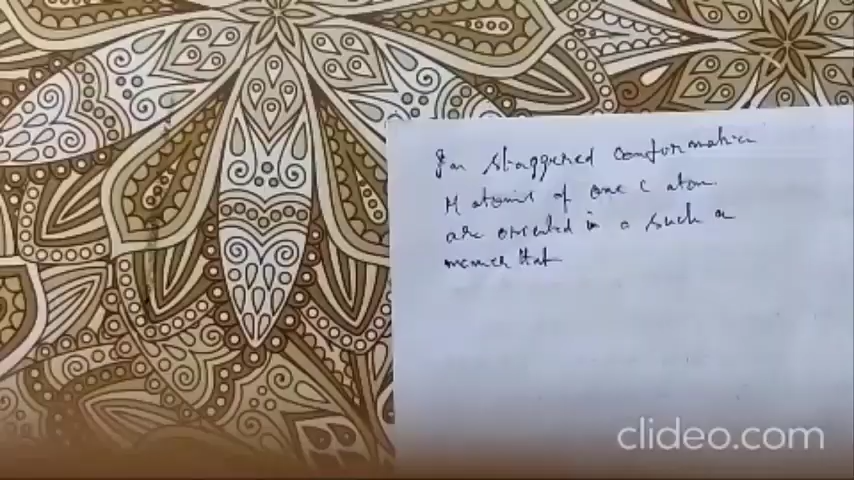 In staggered conformation
H atoms of one C atom
are oriented in a such a
manner that
clideo.com